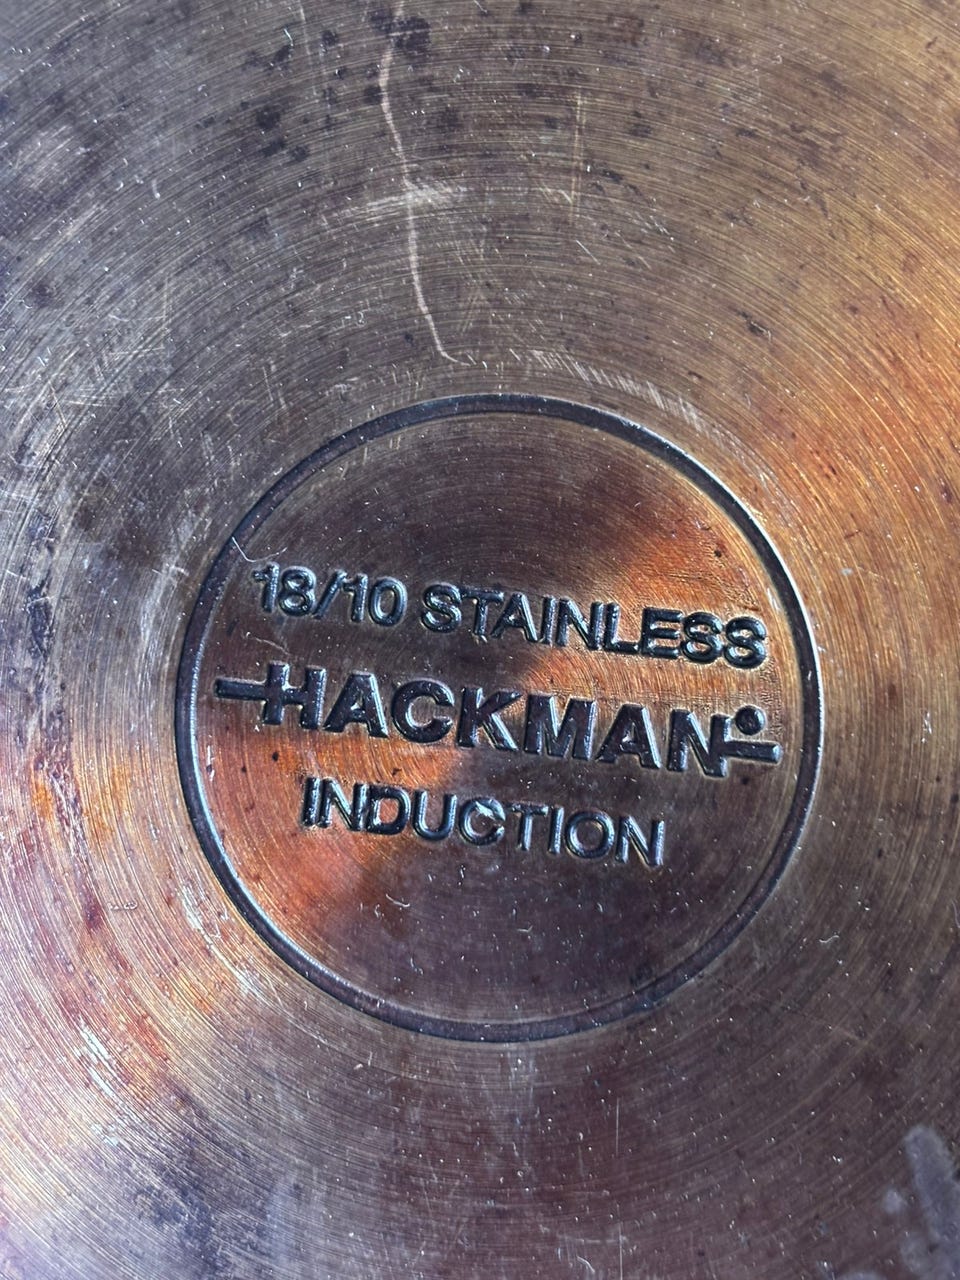 18/10 STAINLESS
HACKMAN
INDUCTION